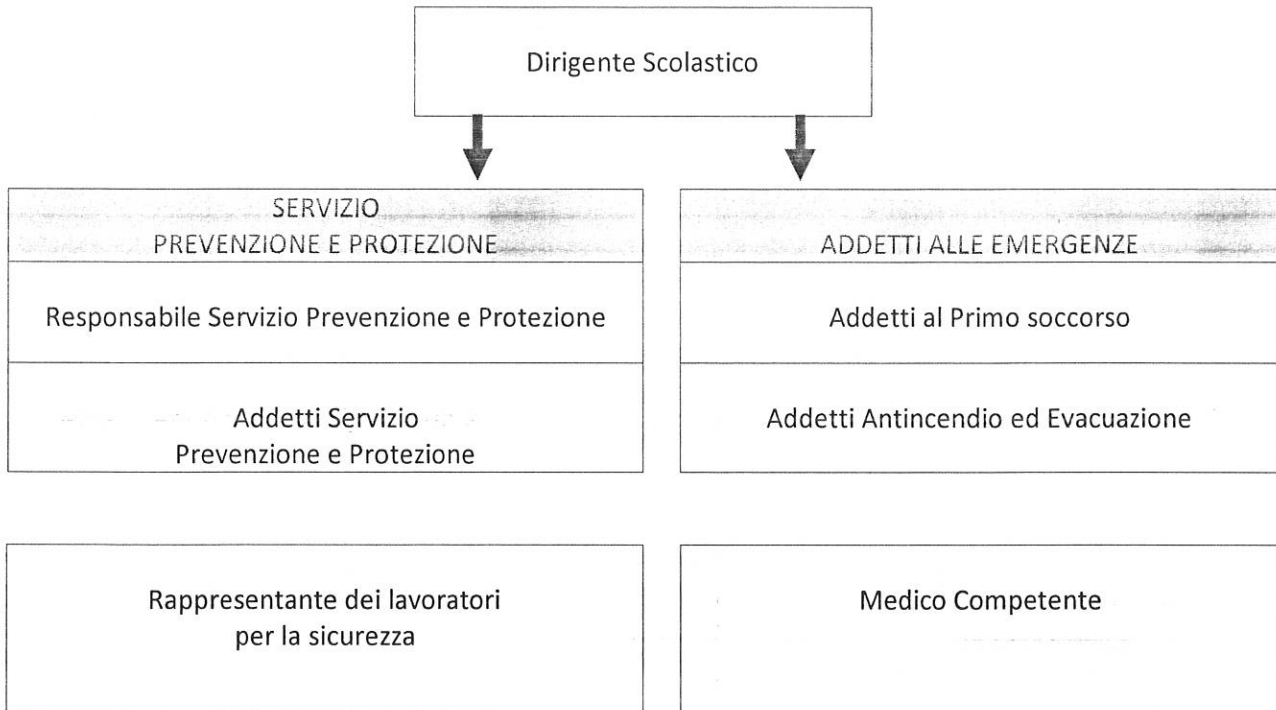 Dirigente Scolastico
SERVIZIO
PREVENZIONE E PROTEZIONE
Responsabile Servizio Prevenzione e Protezione
Addetti Servizio
Prevenzione e Protezione
ADDETTI ALLE EMERGENZE
Addetti al Primo soccorso
Addetti Antincendio ed Evacuazione
Rappresentante dei lavoratori
per la sicurezza
Medico Competente